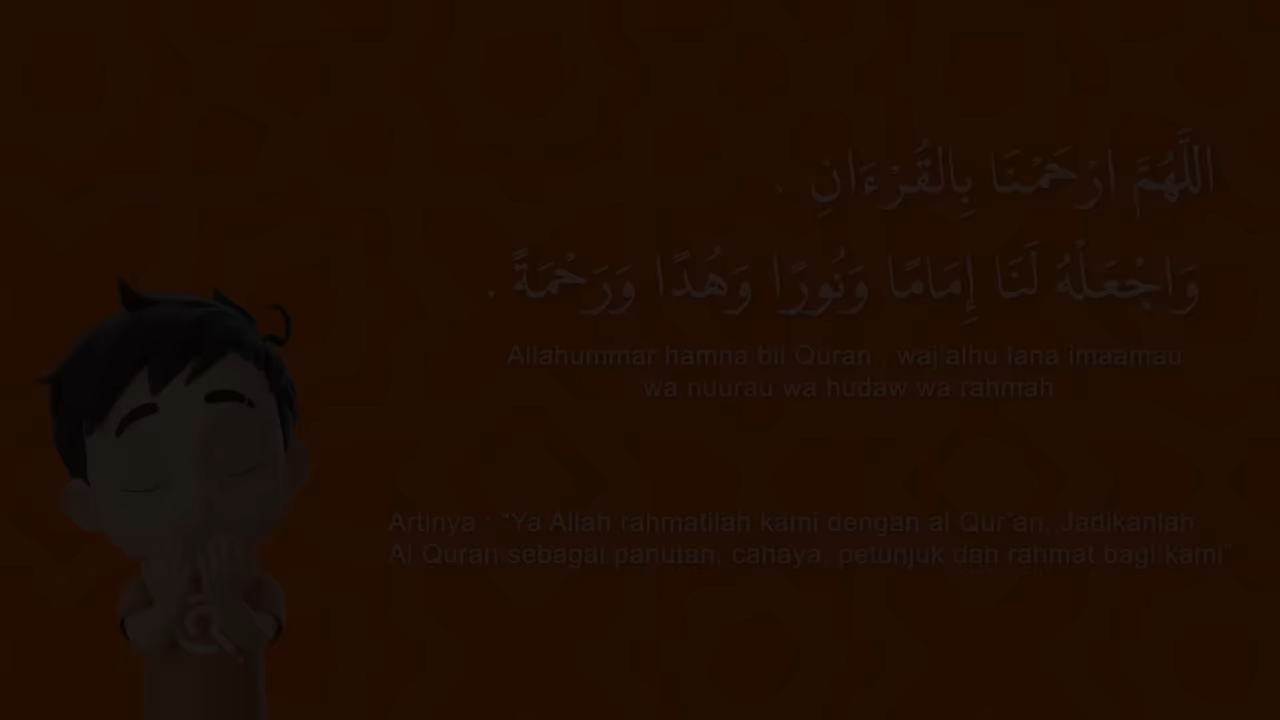 اللَّهُمَّ ارْحَمْنَا بِالْقُرْءَانِ .
وَاجْعَلْهُ لَنَا إِمَامًا وَنُورًا وَهُدًا وَرَحْمَةً .
Allahummar hamna bil Quran , waj'alhu lana imaamau
wa nuurau wa hudaw wa rahmah
Artinya : "Ya Allah rahmatilah kami dengan al Qur'an, Jadikanlah
Al Quran sebagai panutan, cahaya, petunjuk dan rahmat bagi kami"